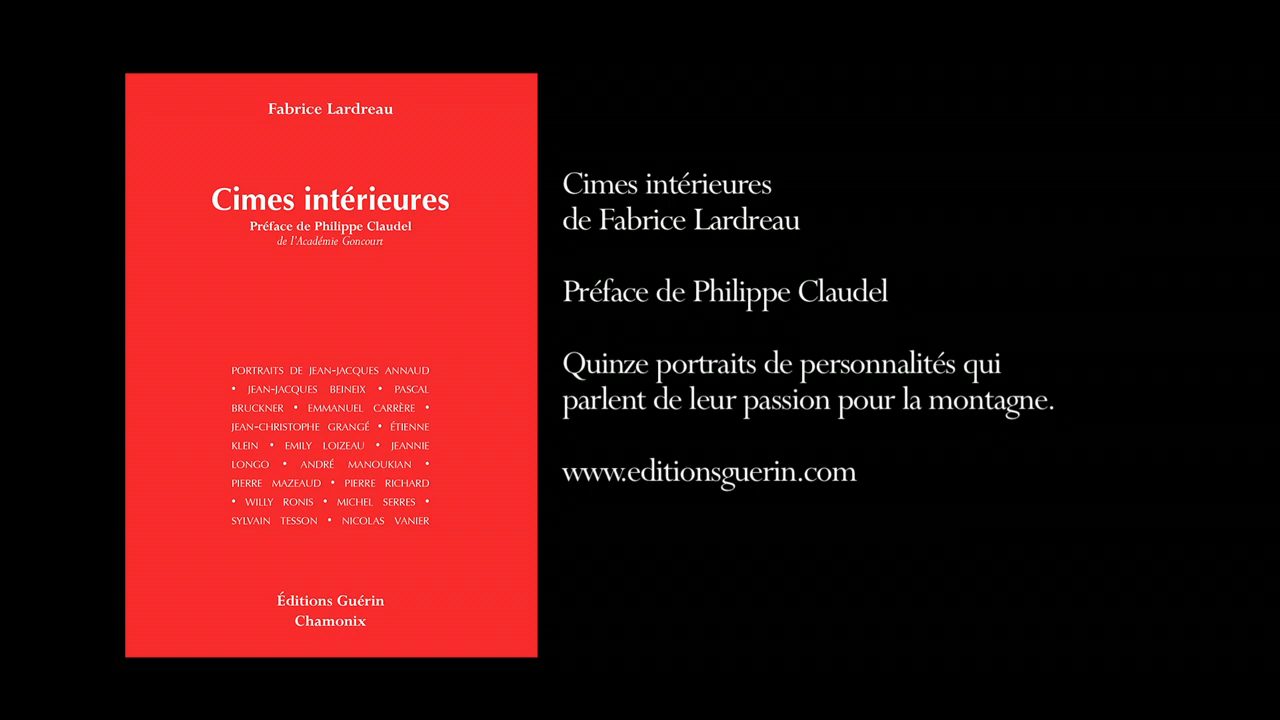 Fabrice Lardreau
Cimes intérieures
Préface de Philippe Claudel
de l'Académie Goncourt
PORTRAITS DE JEAN-JACQUES ANNAUD
• JEAN-JACQUES BEINEIX • PASCAL
BRUCKNER • EMMANUEL CARRÈRE •
JEAN-CHRISTOPHE GRANGÉ • ÉTIENNE
KLEIN • EMILY LOIZEAU • JEANNIE
LONGO • ANDRÉ MANOUKIAN •
PIERRE MAZEAUD • PIERRE RICHARD
• WILLY RONIS • MICHEL SERRES •
SYLVAIN TESSON • NICOLAS VANIER
Éditions Guérin
Chamonix
Cimes intérieures
de Fabrice Lardreau
Préface de Philippe Claudel
Quinze portraits de personnalités qui
parlent de leur passion pour la montagne.
www.editionsguerin.com